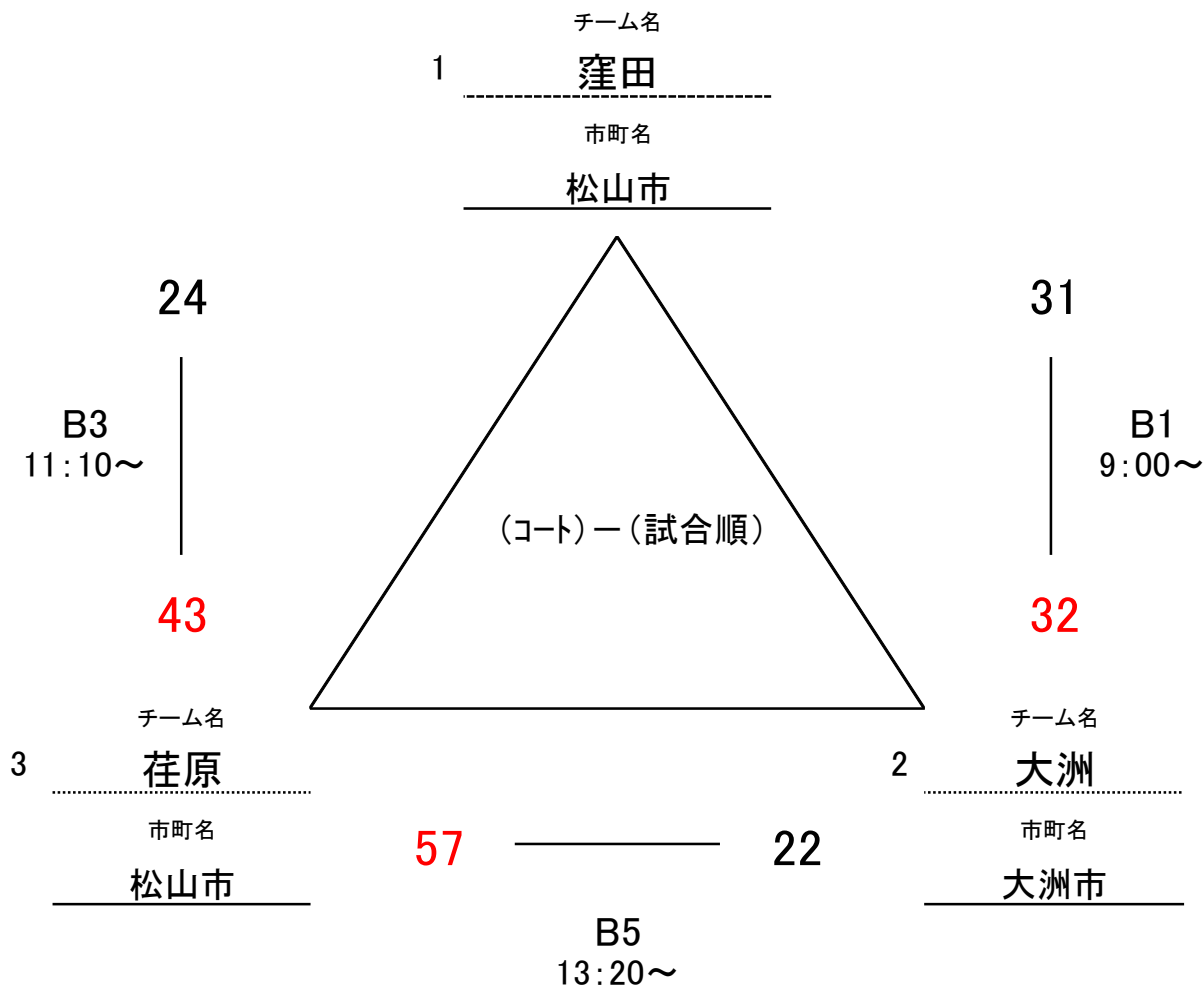 チーム名
1
窪田
市町名
松山市
24
31
B3
11:10～
B1
9:00～
(コート)ー(試合順)
43
32
チーム名
チーム名
3
荏原
2
大洲
市町名
市町名
57
22
松山市
大洲市
B5
13:20～